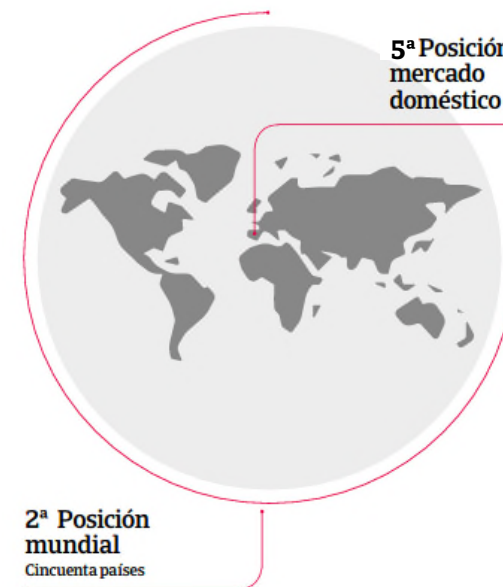 5ª Posición
mercado
doméstico
2ª Posición
mundial
Cincuenta países